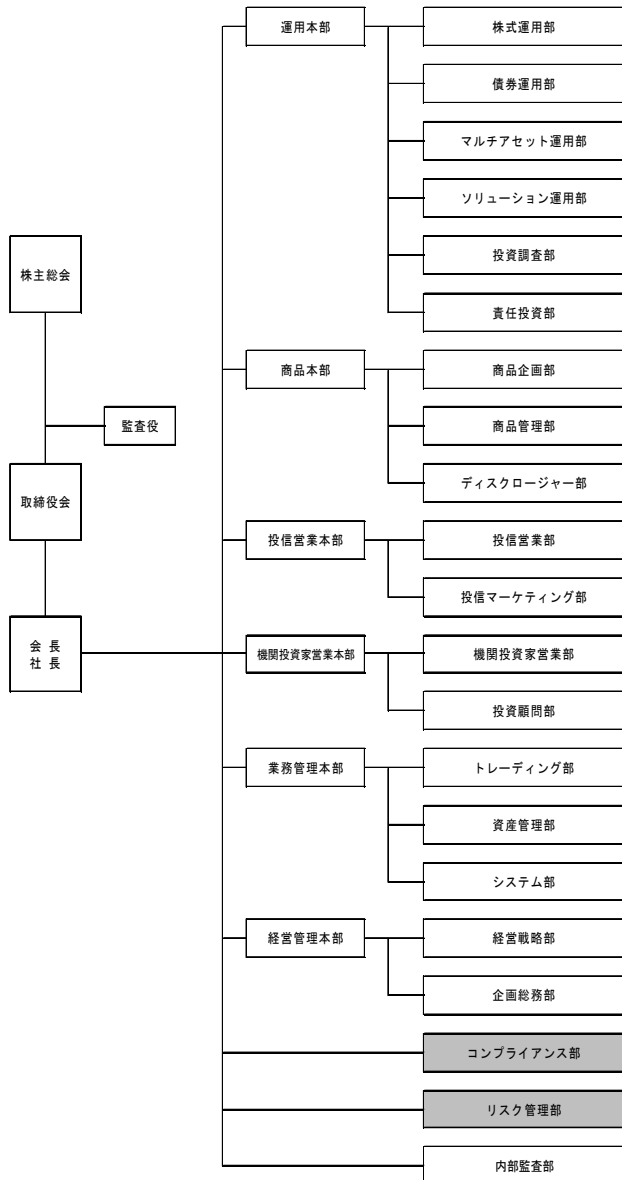 株主総会
監査役
取締役会
会 長
社 長
運用本部
株式運用部
債券運用部
マルチアセット運用部
ソリューション運用部
投資調査部
責任投資部
商品本部
商品企画部
商品管理部
ディスクロージャー部
投信営業本部
投信営業部
投信マーケティング部
機関投資家営業本部
機関投資家営業部
投資顧問部
業務管理本部
トレーディング部
資産管理部
システム部
経営管理本部
経営戦略部
企画総務部
コンプライアンス部
リスク管理部
内部監査部